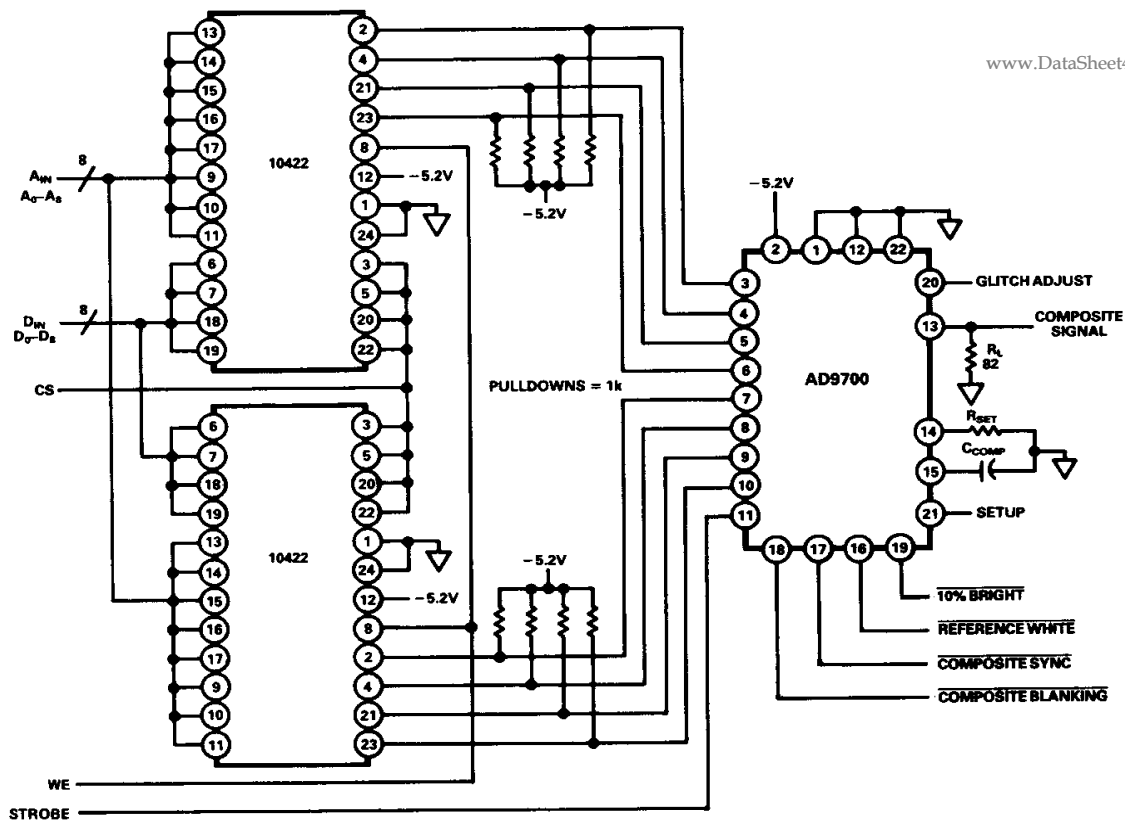 www.DataSheet4
13
14
15
16
17
9
10
11
6
7
18
19
10422
2
4
21
23
8
12
1
24
3
5
20
22
-5.2V
-5.2V
8
A_IN
A_0-A_8
8
D_IN
D_0-D_8
CS
PULLDOWNS = 1k
6
7
18
19
13
14
15
16
17
9
10
11
10422
3
5
20
22
1
24
12
8
2
4
21
23
-5.2V
-5.2V
WE
STROBE
-5.2V
2
1
12
22
3
4
5
6
7
8
9
10
11
AD9700
20
13
14
15
21
18
17
16
19
GLITCH ADJUST
COMPOSITE
SIGNAL
R_L
82
R_SET
C_COMP
SETUP
10% BRIGHT
REFERENCE WHITE
COMPOSITE SYNC
COMPOSITE BLANKING